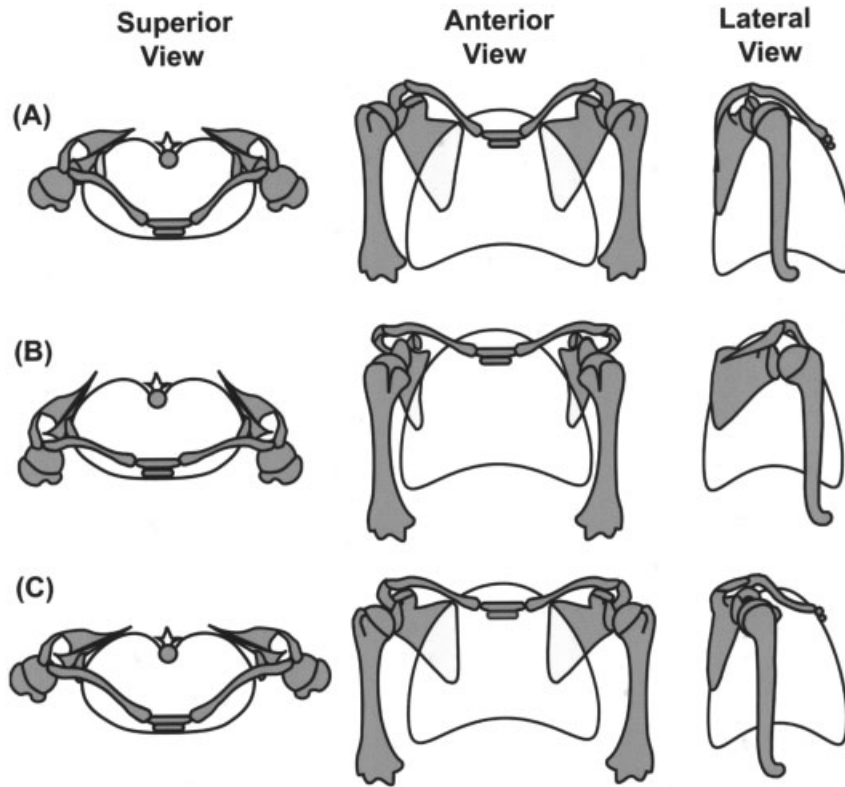 Superior
View
Anterior
View
Lateral
View
(A)
(B)
(C)